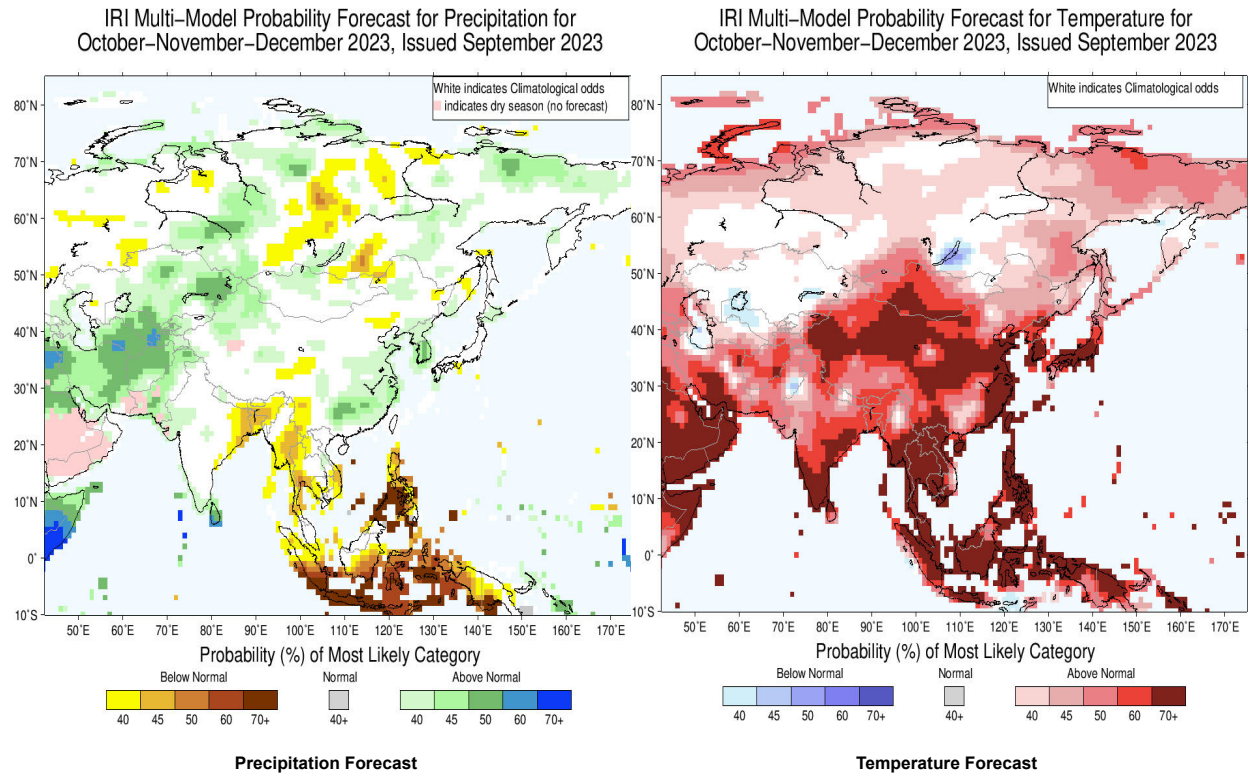 IRI Multi−Model Probability Forecast for Precipitation for
October−November−December 2023, Issued September 2023
White indicates Climatological odds
indicates dry season (no forecast)
80°N
70°N
60°N
50°N
40°N
30°N
20°N
10°N
0°
10°S
50°E 60°E 70°E 80°E 90°E 100°E 110°E 120°E 130°E 140°E 150°E 160°E 170°E
Probability (%) of Most Likely Category
Below Normal Normal Above Normal
40 45 50 60 70+ 40+ 40 45 50 60 70+
Precipitation Forecast
IRI Multi−Model Probability Forecast for Temperature for
October−November−December 2023, Issued September 2023
White indicates Climatological odds
80°N
70°N
60°N
50°N
40°N
30°N
20°N
10°N
0°
10°S
50°E 60°E 70°E 80°E 90°E 100°E 110°E 120°E 130°E 140°E 150°E 160°E 170°E
Probability (%) of Most Likely Category
Below Normal Normal Above Normal
40 45 50 60 70+ 40+ 40 45 50 60 70+
Temperature Forecast